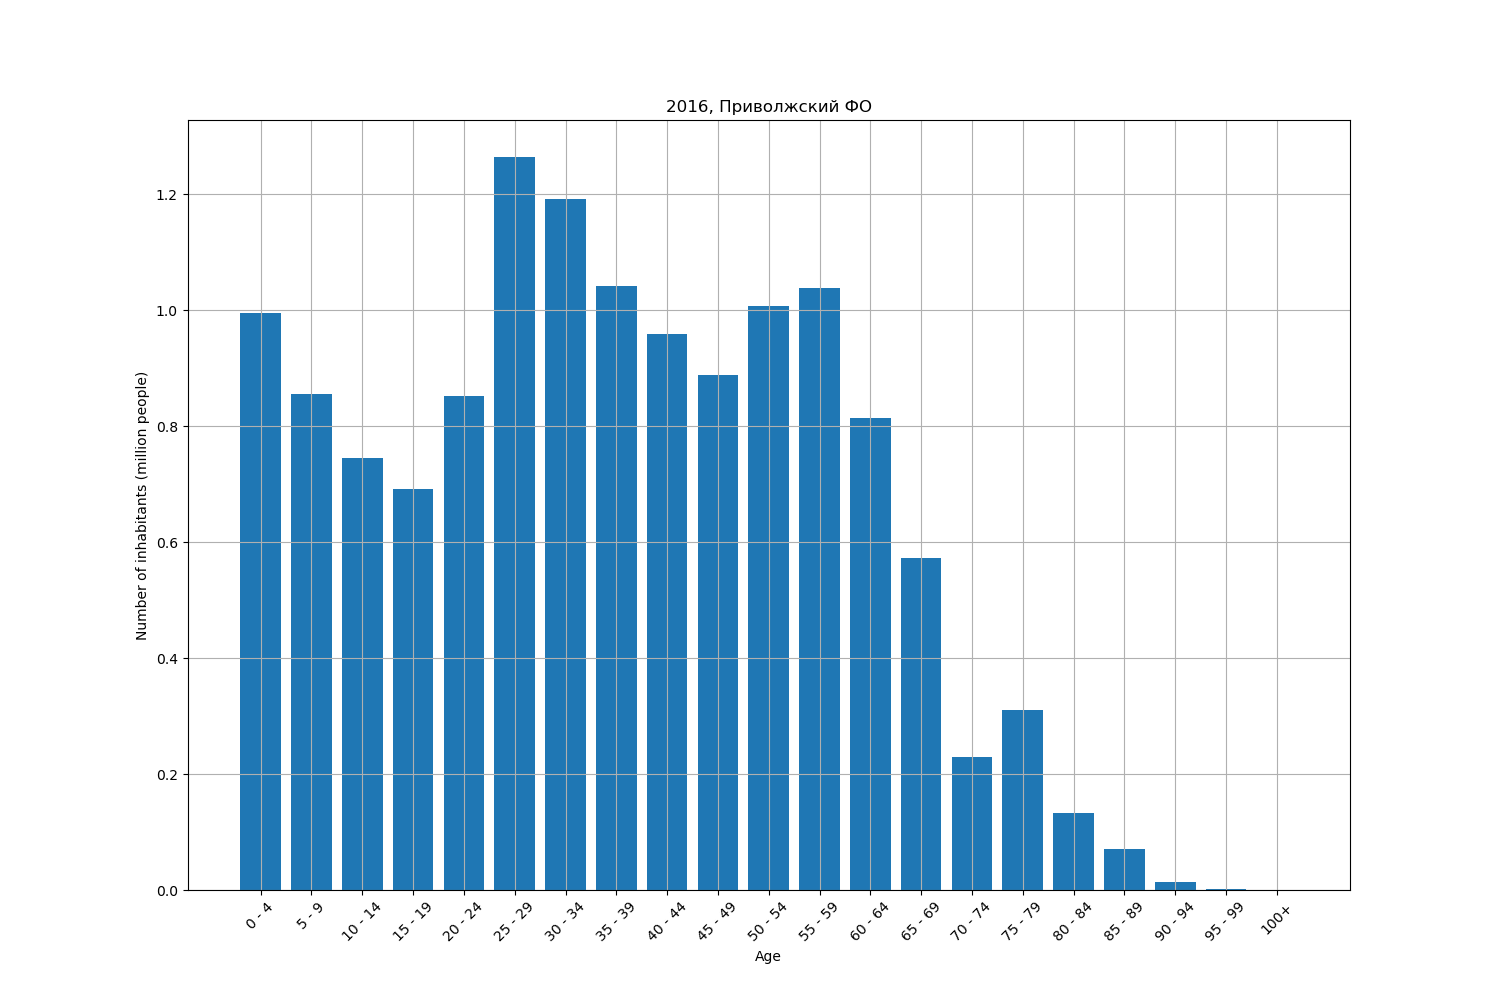 2016, Приволжский ФО
Number of inhabitants (million people)
1.2
1.0
0.8
0.6
0.4
0.2
0.0
0 - 4
5 - 9
10 - 14
15 - 19
20 - 24
25 - 29
30 - 34
35 - 39
40 - 44
45 - 49
50 - 54
55 - 59
60 - 64
65 - 69
70 - 74
75 - 79
80 - 84
85 - 89
90 - 94
95 - 99
100+
Age